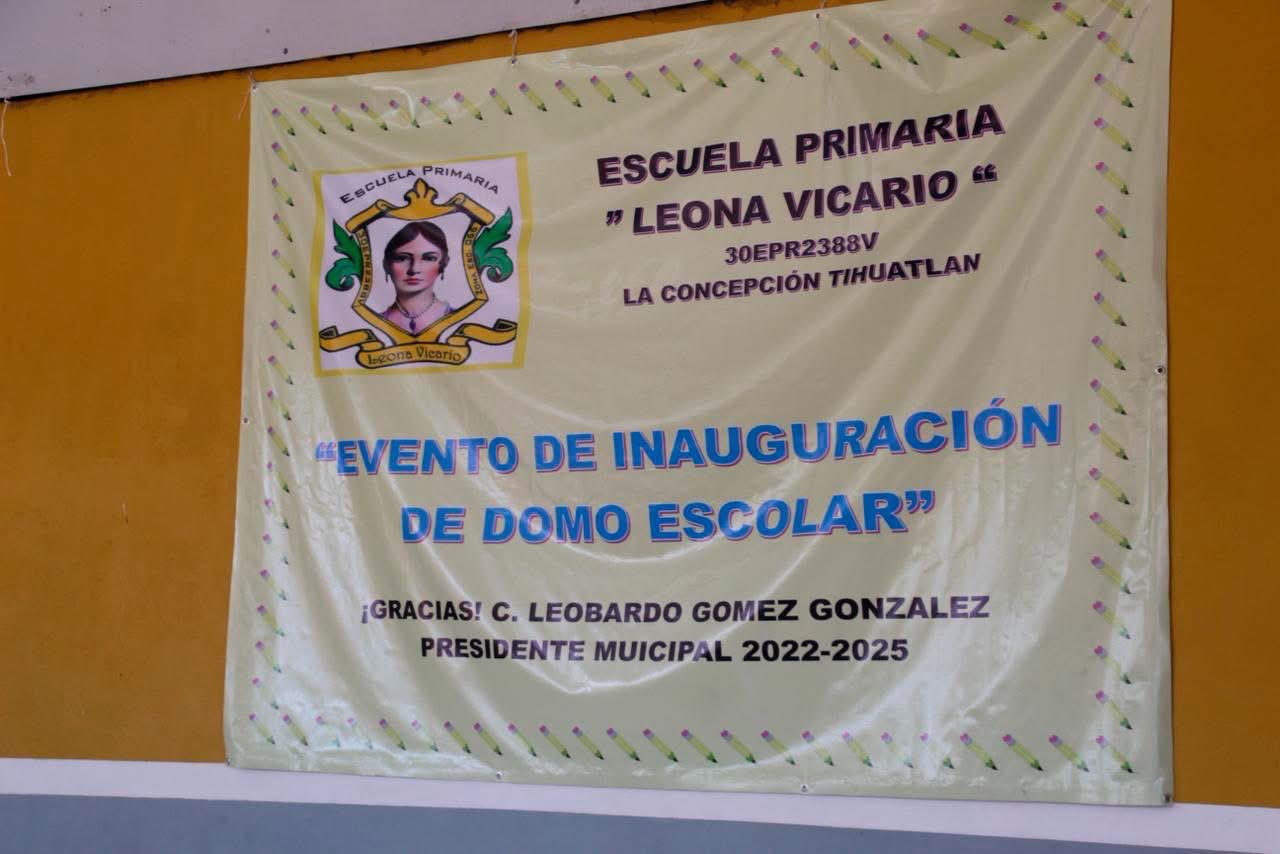 ESCUELA PRIMARIA
Leona Vicario
ESCUELA PRIMARIA
” LEONA VICARIO “
30EPR2388V
LA CONCEPCIÓN TIHUATLAN
“EVENTO DE INAUGURACIÓN
DE DOMO ESCOLAR”
¡GRACIAS! C. LEOBARDO GOMEZ GONZALEZ
PRESIDENTE MUICIPAL 2022-2025